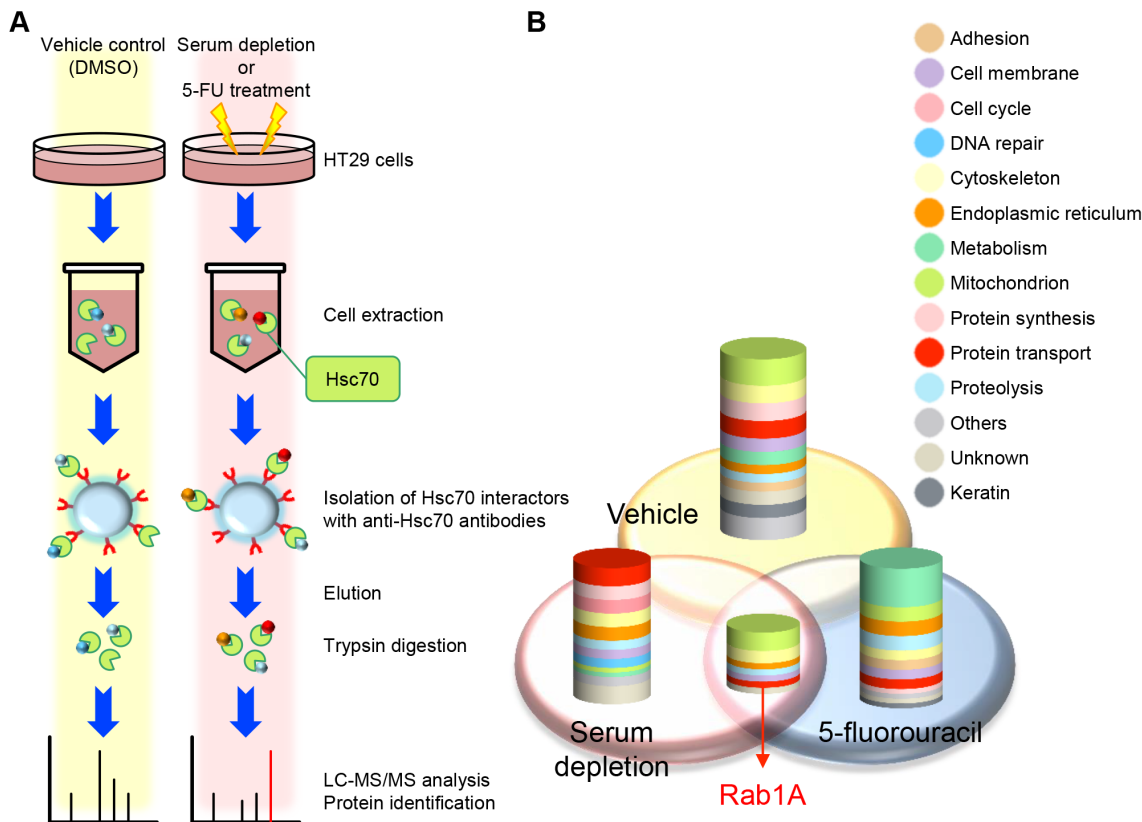 A
Vehicle control
(DMSO)
Serum depletion
or
5-FU treatment
HT29 cells
Cell extraction
Hsc70
Isolation of Hsc70 interactors
with anti-Hsc70 antibodies
Elution
Trypsin digestion
LC-MS/MS analysis
Protein identification
B
Adhesion
Cell membrane
Cell cycle
DNA repair
Cytoskeleton
Endoplasmic reticulum
Metabolism
Mitochondrion
Protein synthesis
Protein transport
Proteolysis
Others
Unknown
Keratin
Vehicle
Serum
depletion
5-fluorouracil
Rab1A